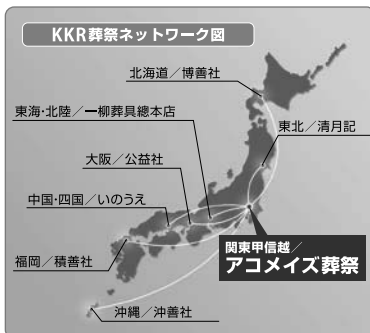 KKR葬祭ネットワーク図
北海道／博善社
東海・北陸／一柳葬具總本店
東北／清月記
大阪／公益社
中国・四国／いのうえ
関東甲信越／
アコメイズ葬祭
福岡／積善社
沖縄／沖善社